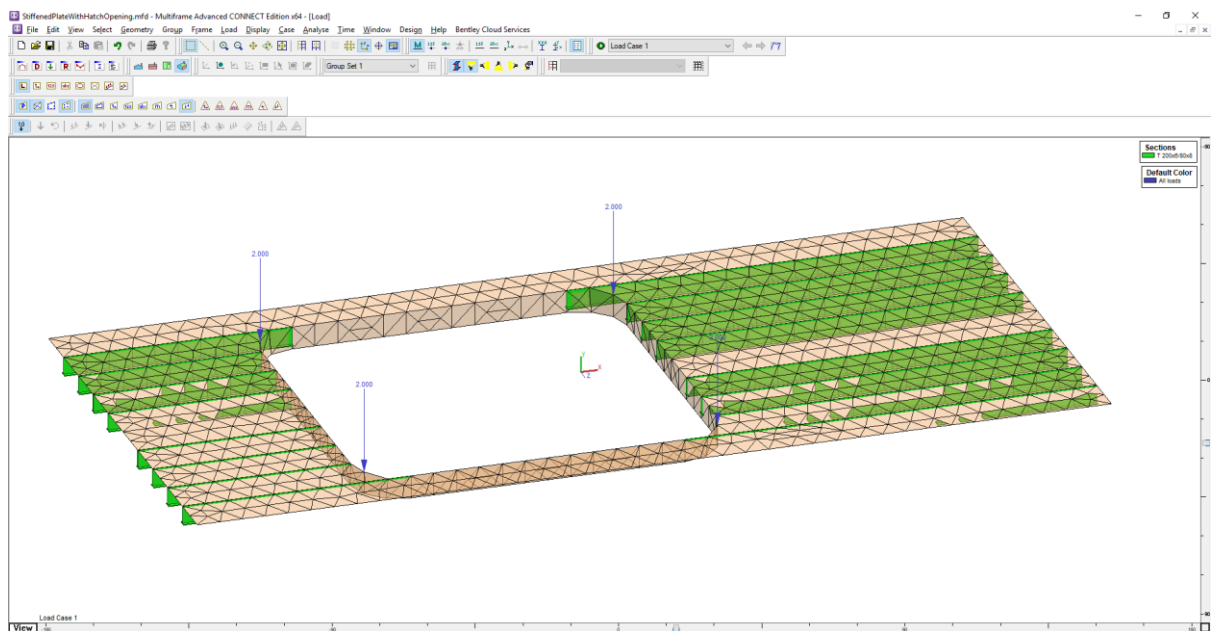 StiffenedPlateWithHatchOpening.mfd - Multiframe Advanced CONNECT Edition x64 - [Load]
File Edit View Select Geometry Group Frame Load Display Case Analyse Time Window Design Help Bentley Cloud Services
Load Case 1
Group Set 1
Sections
T 200x6/60x6
Default Color
All loads
2.000
2.000
2.000
Y
X
Z
Load Case 1
View